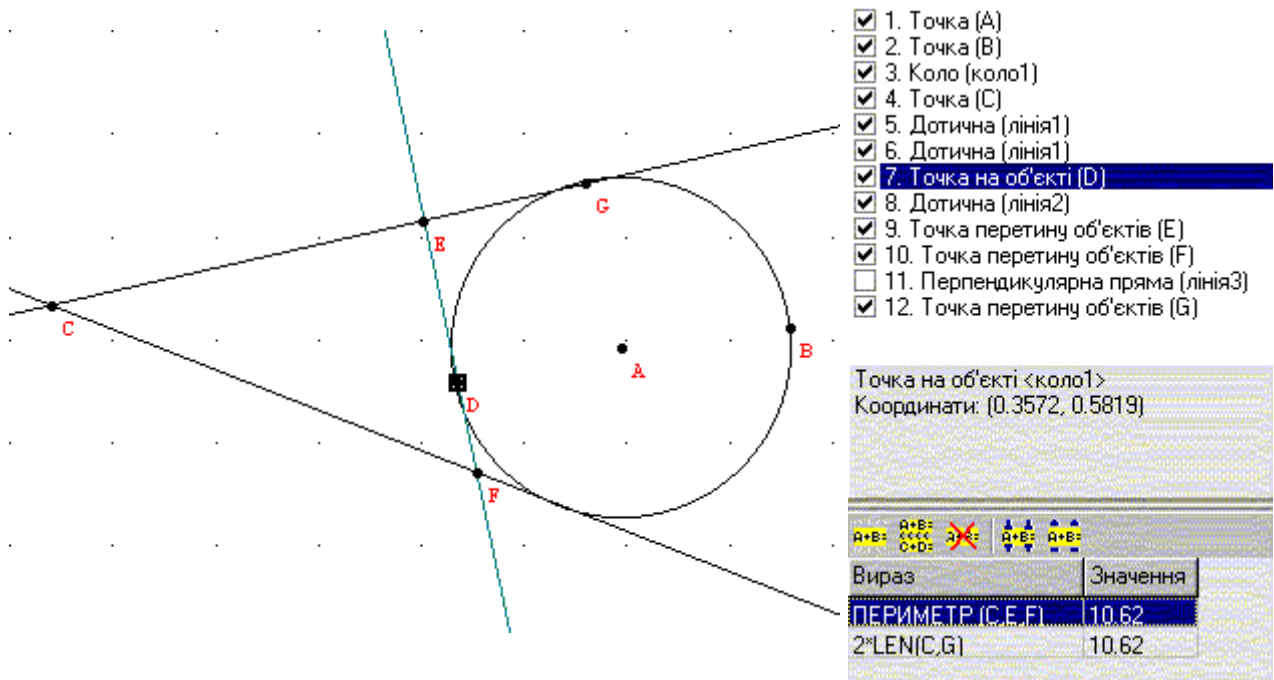 1. Точка (A)
2. Точка (B)
3. Коло (коло1)
4. Точка (C)
5. Дотична (лінія1)
6. Дотична (лінія1)
7. Точка на об'єкті (D)
8. Дотична (лінія2)
9. Точка перетину об'єктів (E)
10. Точка перетину об'єктів (F)
11. Перпендикулярна пряма (лінія3)
12. Точка перетину об'єктів (G)
G
E
C
A
B
D
F
Точка на об'єкті <коло1>
Координати: (0.3572, 0.5819)
A+B= A+B= <<<< C+D= A+B= A+B= A+B=
Вираз Значення
ПЕРИМЕТР (C,E,F) 10.62
2*LEN(C,G) 10.62